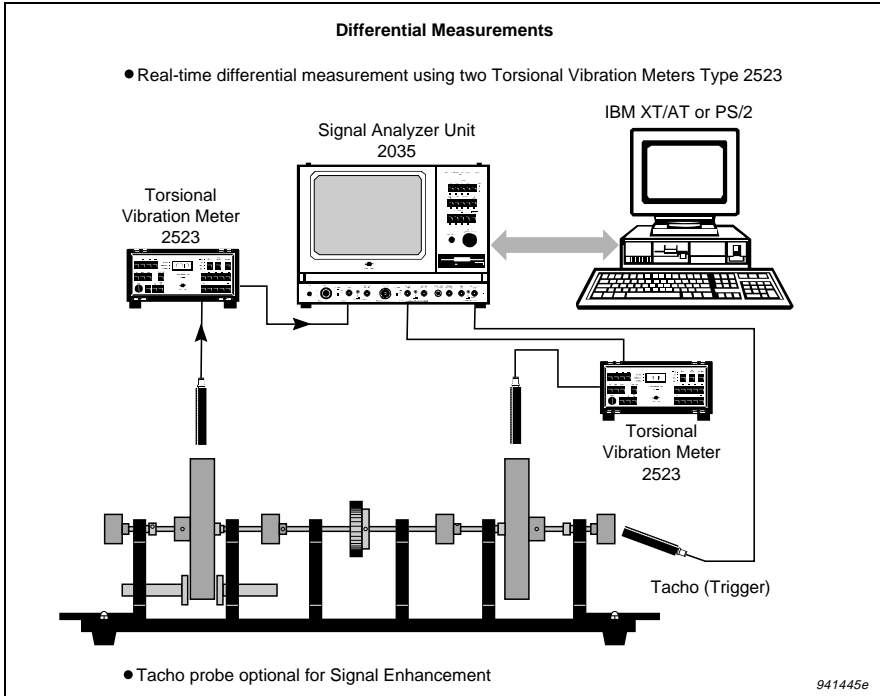 Differential Measurements
● Real-time differential measurement using two Torsional Vibration Meters Type 2523
IBM XT/AT or PS/2
Signal Analyzer Unit
2035
Torsional
Vibration Meter
2523
Torsional
Vibration Meter
2523
Tacho (Trigger)
● Tacho probe optional for Signal Enhancement
941445e